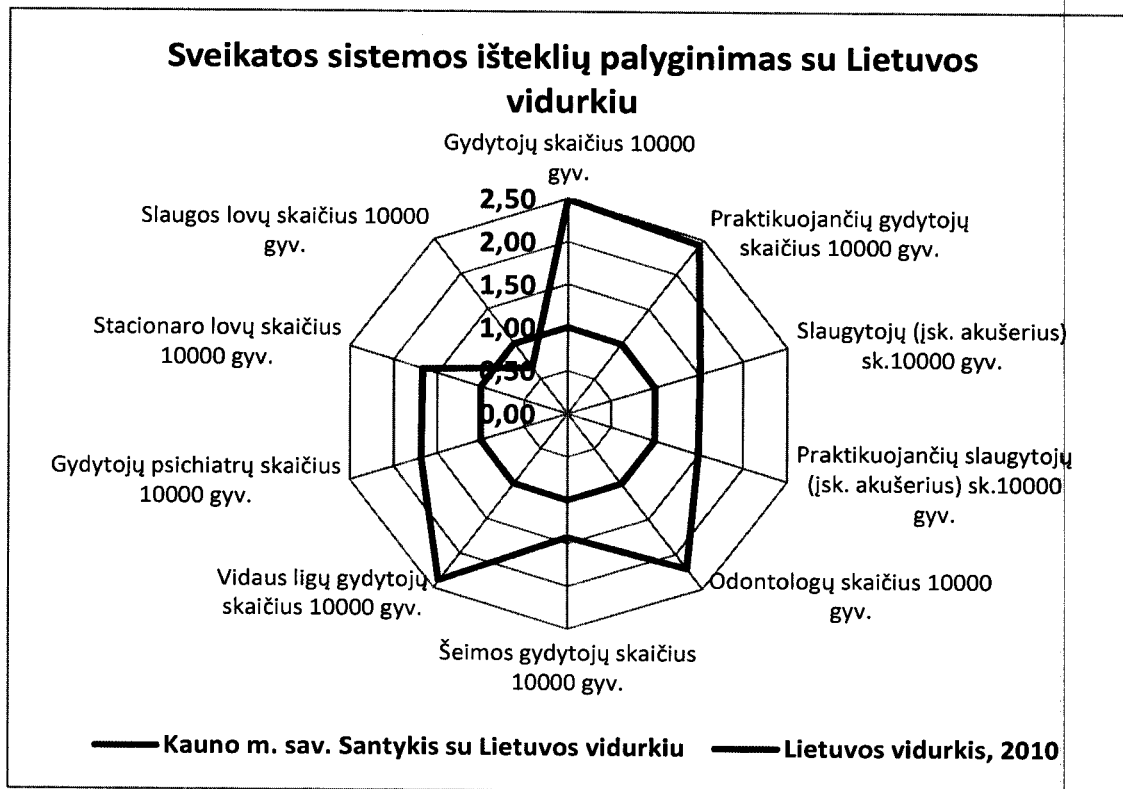 Sveikatos sistemos išteklių palyginimas su Lietuvos
vidurkiu
Gydytojų skaičius 10000
gyv.
Praktikuojančių gydytojų
skaičius 10000 gyv.
Slaugytojų (įsk. akušerius)
sk.10000 gyv.
Praktikuojančių slaugytojų
(įsk. akušerius) sk.10000
gyv.
Odontologų skaičius 10000
gyv.
Šeimos gydytojų skaičius
10000 gyv.
Vidaus ligų gydytojų
skaičius 10000 gyv.
Gydytojų psichiatrų skaičius
10000 gyv.
Stacionaro lovų skaičius
10000 gyv.
Slaugos lovų skaičius 10000
gyv.
2,50
2,00
1,50
1,00
0,50
0,00
Kauno m. sav. Santykis su Lietuvos vidurkiu
Lietuvos vidurkis, 2010